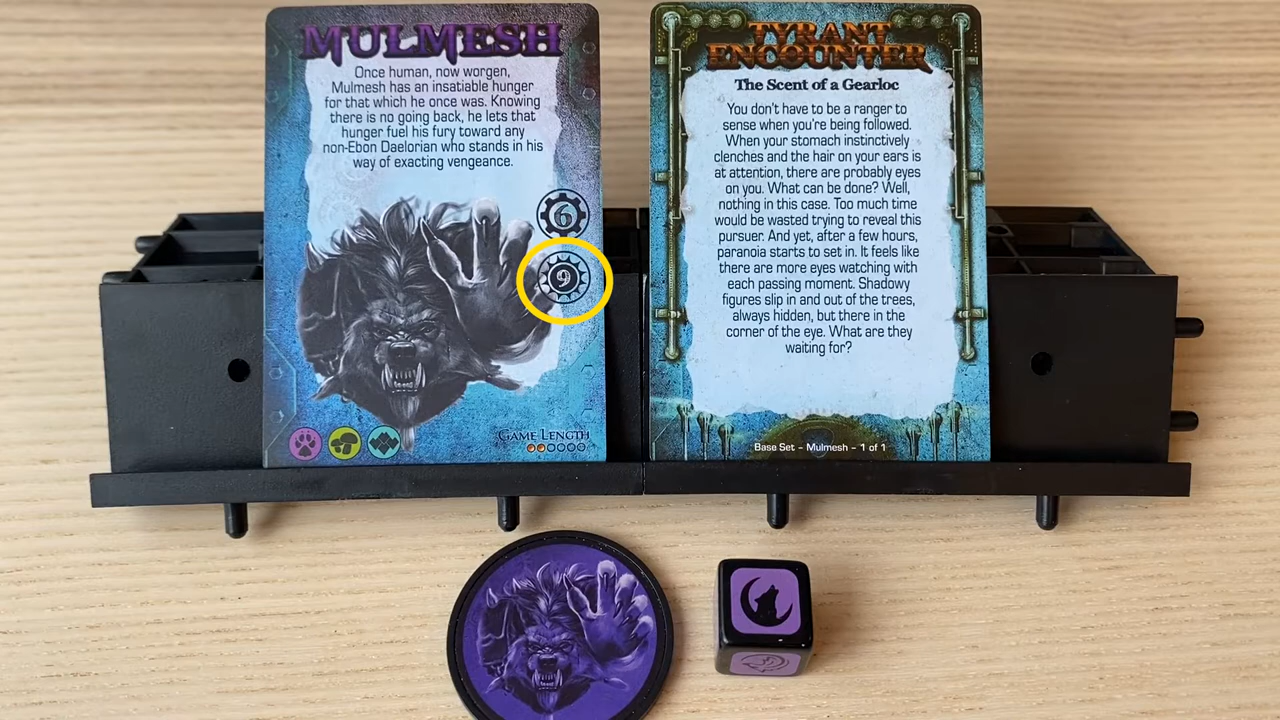 MULMESH
Once human, now worgen,
Mulmesh has an insatiable hunger
for that which he once was. Knowing
there is no going back, he lets that
hunger fuel his fury toward any
non-Ebon Daelorian who stands in his
way of exacting vengeance.
6
9
GAME LENGTH
TYRANT
ENCOUNTER
The Scent of a Gearloc
You don't have to be a ranger to
sense when you're being followed.
When your stomach instinctively
clenches and the hair on your ears is
at attention, there are probably eyes
on you. What can be done? Well,
nothing in this case. Too much time
would be wasted trying to reveal this
pursuer. And yet, after a few hours,
paranoia starts to set in. It feels like
there are more eyes watching with
each passing moment. Shadowy
figures slip in and out of the trees,
always hidden, but there in the
corner of the eye. What are they
waiting for?
Base Set - Mulmesh - 1 of 1